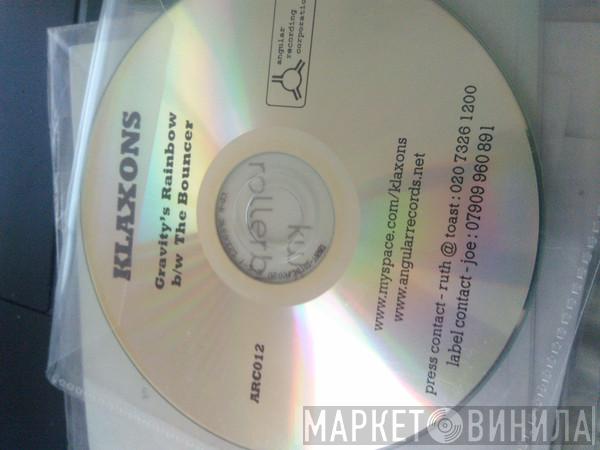 KLAXONS
Gravity's Rainbow
b/w The Bouncer
angular
recording
corporation
www.myspace.com/klaxons
www.angularrecords.net
press contact - ruth @ toast : 020 7326 1200
label contact - joe : 07909 960 891
ARC012
rollerb
МАРКЕТ ВИНИЛА